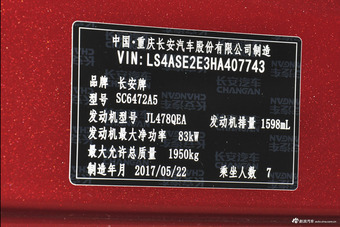 中国·重庆长安汽车股份有限公司制造
VIN:LS4ASE2E3HA407743
品牌 长安牌
型号 SC6472A5
发动机型号 JL478QEA 发动机排量 1598mL
发动机最大净功率 83kW
最大允许总质量 1950kg
制造年月 2017/05/22 乘坐人数 7